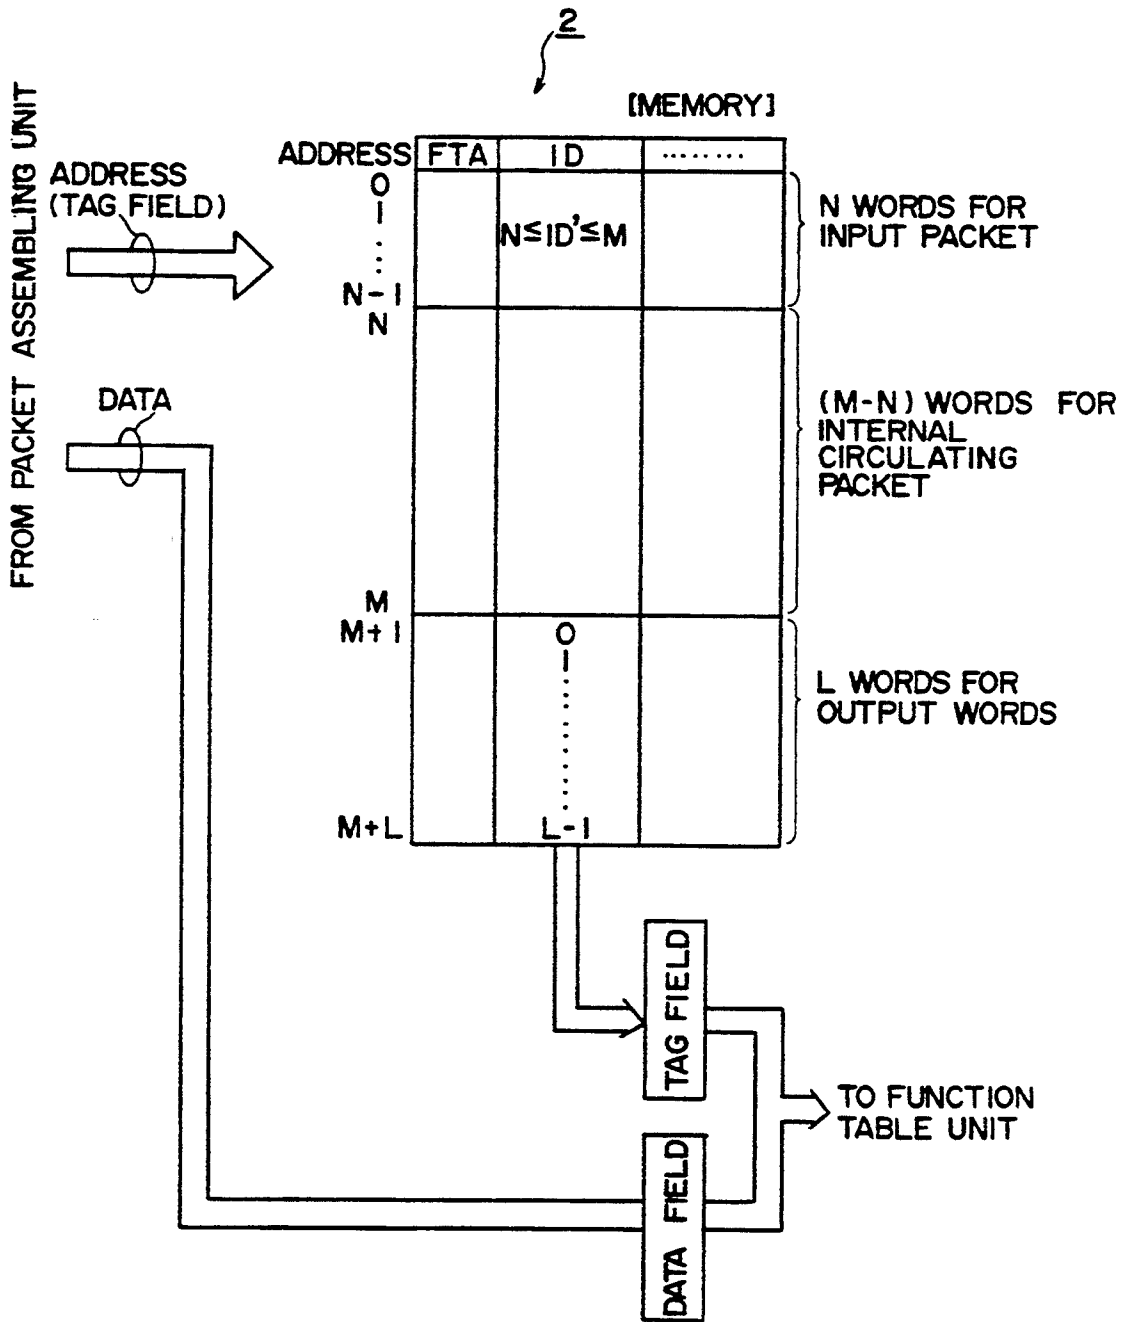 2
[MEMORY]
FROM PACKET ASSEMBLING UNIT
ADDRESS
(TAG FIELD)
DATA
ADDRESS FTA ID ........
0
1
N-1
N
M
M+1
M+L
N≤ID'≤M
0
1
L-1
N WORDS FOR
INPUT PACKET
(M-N) WORDS FOR
INTERNAL
CIRCULATING
PACKET
L WORDS FOR
OUTPUT WORDS
TAG FIELD
DATA FIELD
TO FUNCTION
TABLE UNIT